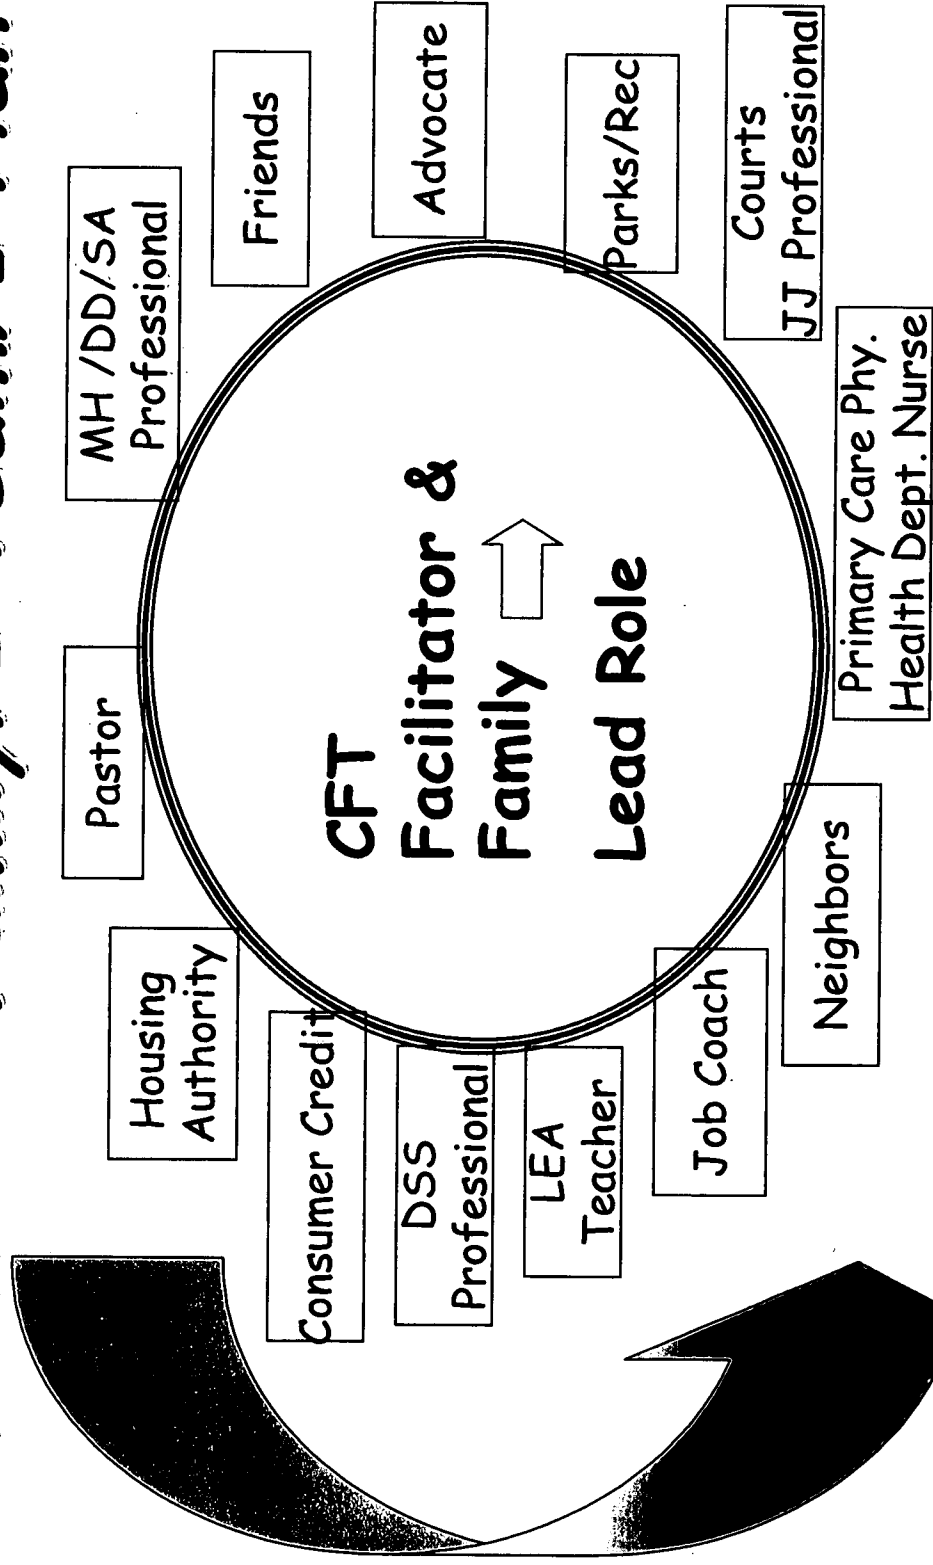 Pastor
MH /DD/SA
Professional
Friends
Advocate
Parks/Rec
Courts
JJ Professional
Primary Care Phy.
Health Dept. Nurse
Neighbors
Job Coach
LEA
Teacher
DSS
Professional
Consumer Credit
Housing
Authority
CFT
Facilitator &
Family
Lead Role